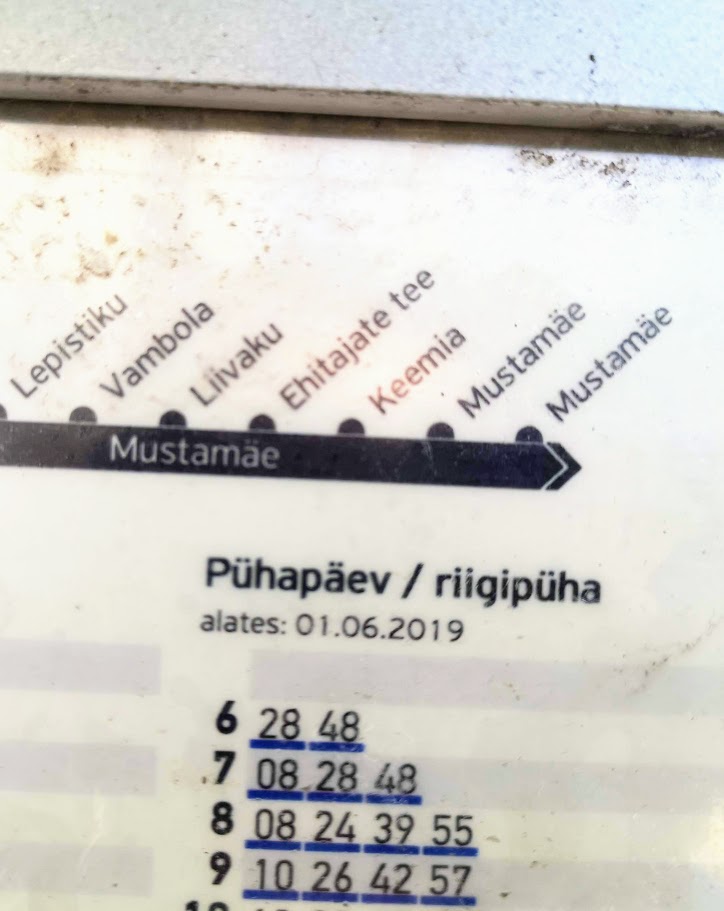 Lepistiku
Vambola
Liivaku
Ehitajate tee
Keemia
Mustamäe
Mustamäe
Mustamäe
Pühapäev / riigipüha
alates: 01.06.2019
6 28 48
7 08 28 48
8 08 24 39 55
9 10 26 42 57